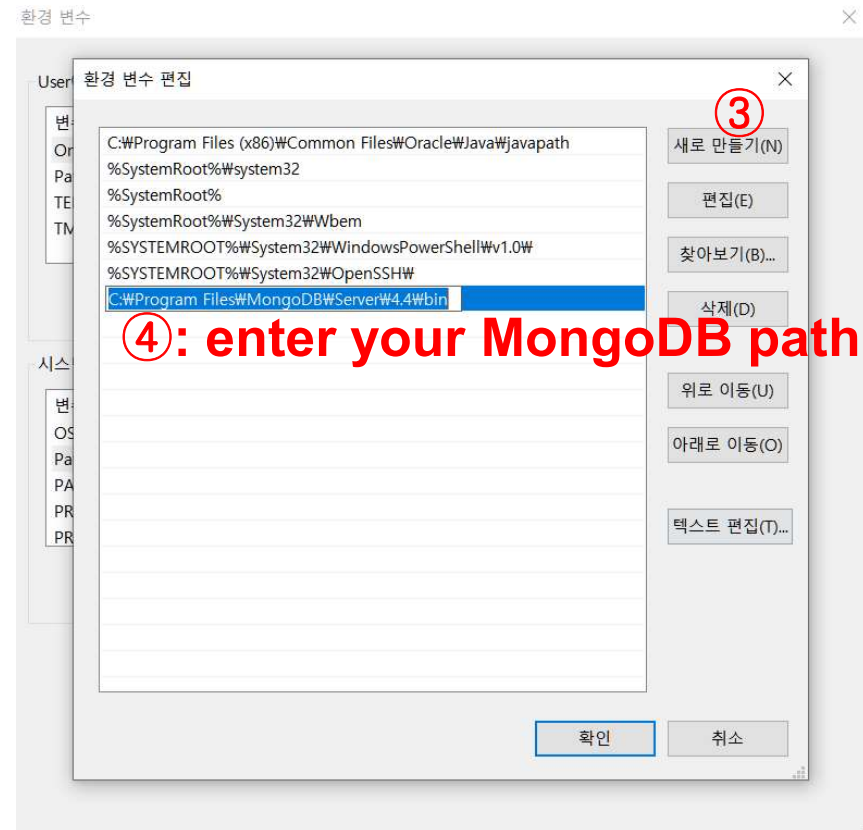 환경 변수
User
환경 변수 편집
변
Or
Pa
TE
TM
③
C:₩Program Files (x86)₩Common Files₩Oracle₩Java₩javapath
새로 만들기(N)
%SystemRoot%₩system32
%SystemRoot%
편집(E)
%SystemRoot%₩System32₩Wbem
%SYSTEMROOT%₩System32₩WindowsPowerShell₩v1.0₩
찾아보기(B)...
%SYSTEMROOT%₩System32₩OpenSSH₩
C:₩Program Files₩MongoDB₩Server₩4.4₩bin
삭제(D)
④: enter your MongoDB path
시스
위로 이동(U)
변
OS
아래로 이동(O)
Pa
PA
PR
텍스트 편집(T)...
PR
확인
취소